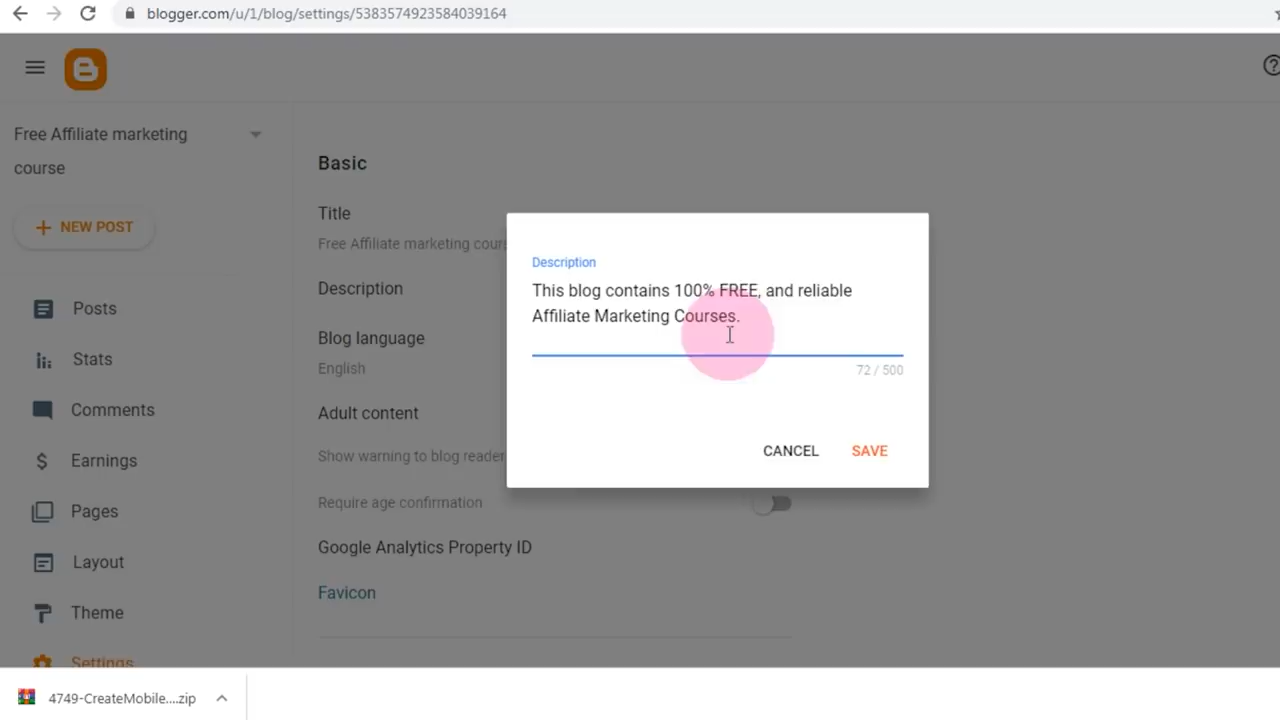 blogger.com/u/1/blog/settings/5383574923584039164
Free Affiliate marketing
course
NEW POST
Posts
Stats
Comments
Earnings
Pages
Layout
Theme
Settings
Basic
Title
Free Affiliate marketing cour
Description
Blog language
English
Adult content
Show warning to blog reader
Require age confirmation
Google Analytics Property ID
Favicon
Description
This blog contains 100% FREE, and reliable
Affiliate Marketing Courses.
72 / 500
CANCEL SAVE
4749-CreateMobile....zip